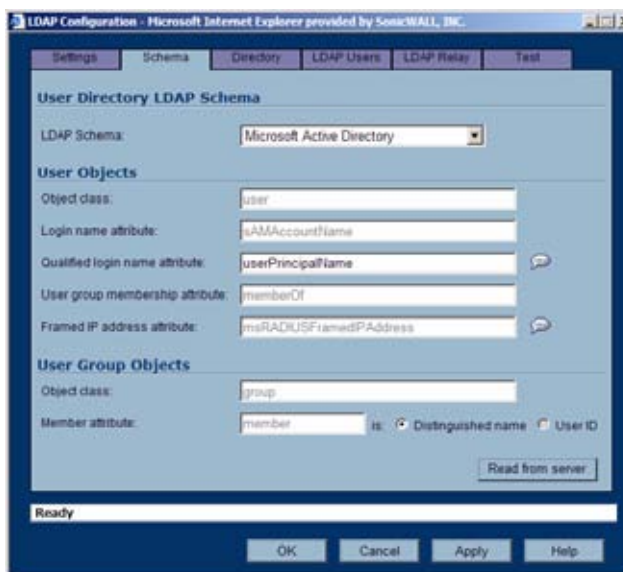 LDAP Configuration - Microsoft Internet Explorer provided by SonicWALL, INC.
Settings Schema Directory LDAP Users LDAP Relay Test
User Directory LDAP Schema
LDAP Schema: Microsoft Active Directory
User Objects
Object class: user
Login name attribute: sAMAccountName
Qualified login name attribute: userPrincipalName
User group membership attribute: memberOf
Framed IP address attribute: msRADIUSFramedIPAddress
User Group Objects
Object class: group
Member attribute: member is: Distinguished name User ID
Read from server
Ready
OK Cancel Apply Help